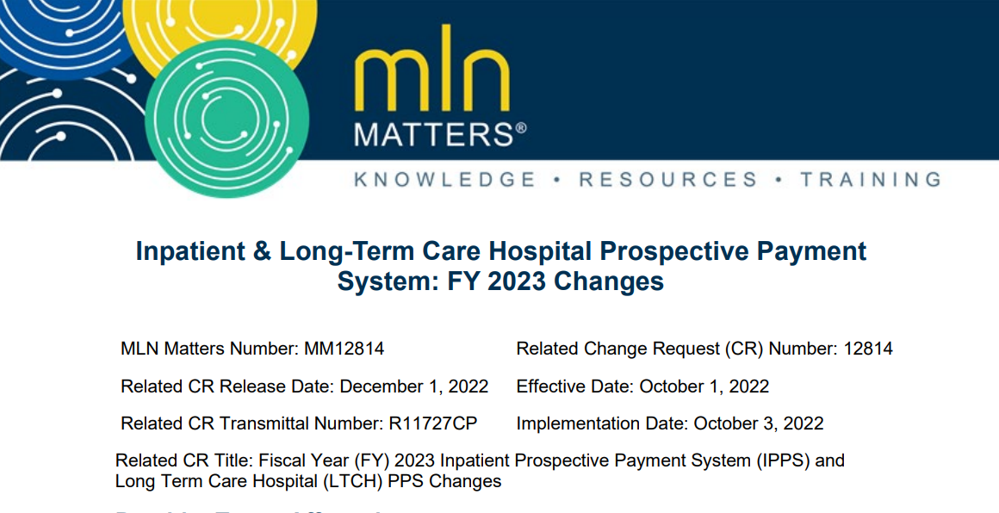 mln
MATTERS®
KNOWLEDGE • RESOURCES • TRAINING
Inpatient & Long-Term Care Hospital Prospective Payment
System: FY 2023 Changes
MLN Matters Number: MM12814
Related Change Request (CR) Number: 12814
Related CR Release Date: December 1, 2022
Effective Date: October 1, 2022
Related CR Transmittal Number: R11727CP
Implementation Date: October 3, 2022
Related CR Title: Fiscal Year (FY) 2023 Inpatient Prospective Payment System (IPPS) and
Long Term Care Hospital (LTCH) PPS Changes